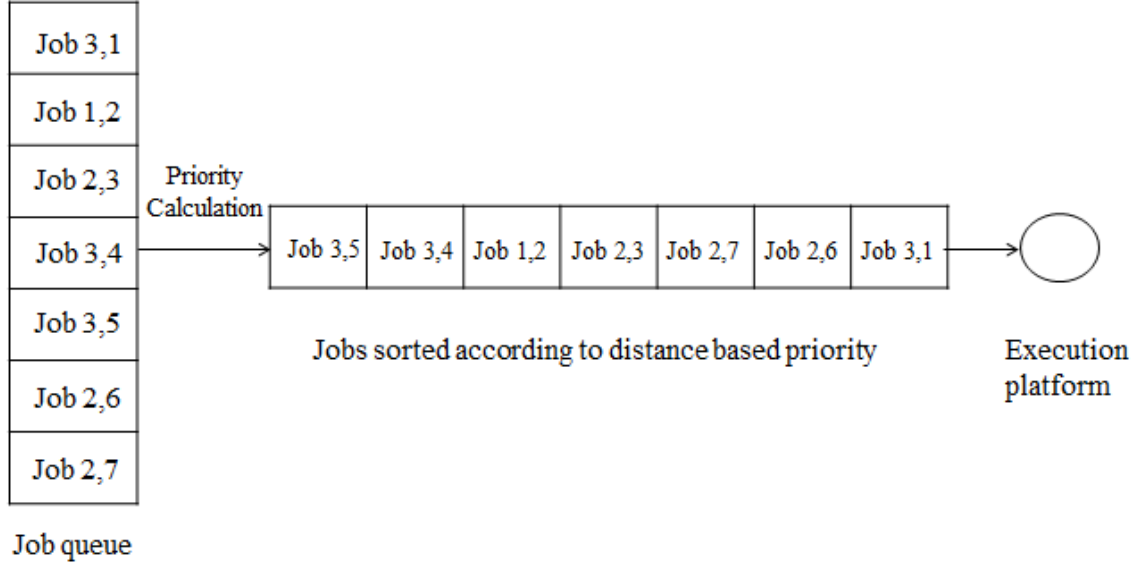 Job 3,1
Job 1,2
Job 2,3
Job 3,4
Job 3,5
Job 2,6
Job 2,7
Job queue
Priority
Calculation
Job 3,5 Job 3,4 Job 1,2 Job 2,3 Job 2,7 Job 2,6 Job 3,1
Jobs sorted according to distance based priority
Execution
platform